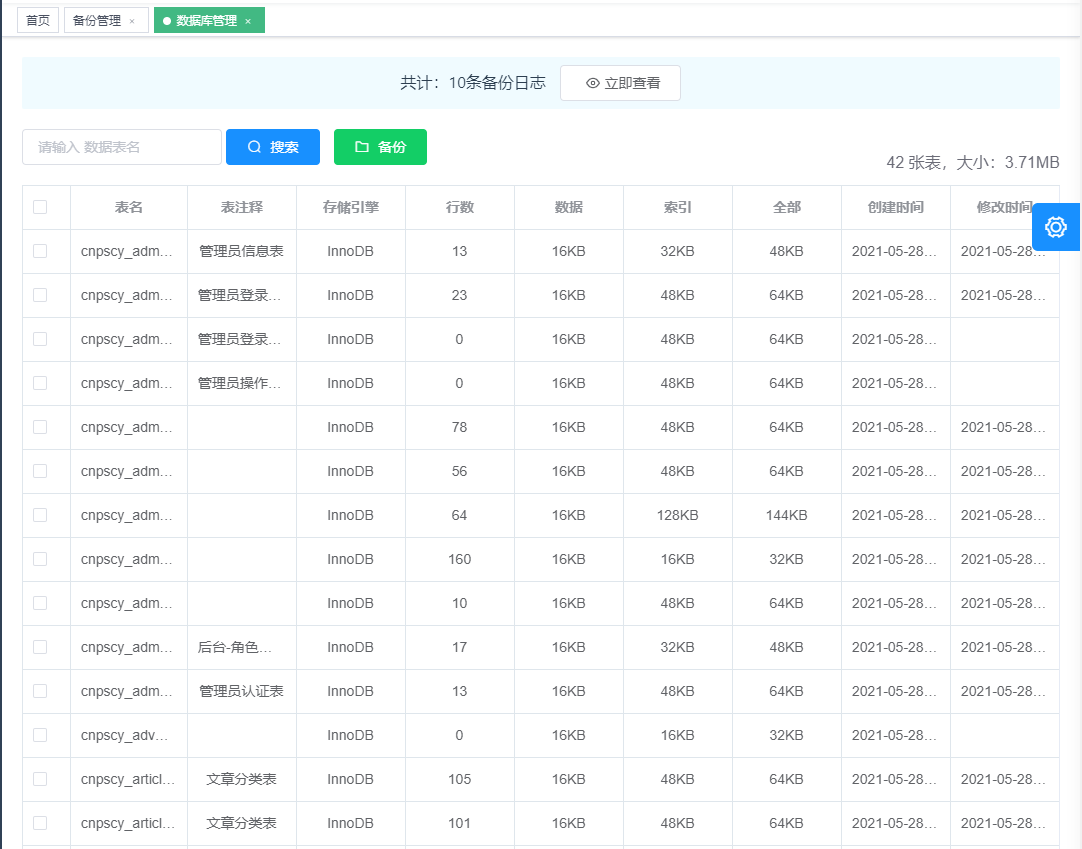 首页 备份管理 × 数据库管理 ×
共计：10条备份日志 立即查看
请输入 数据表名 搜索 备份
42 张表，大小：3.71MB
表名 表注释 存储引擎 行数 数据 索引 全部 创建时间 修改时间
cnpscy_adm... 管理员信息表 InnoDB 13 16KB 32KB 48KB 2021-05-28... 2021-05-28...
cnpscy_adm... 管理员登录... InnoDB 23 16KB 48KB 64KB 2021-05-28... 2021-05-28...
cnpscy_adm... 管理员登录... InnoDB 0 16KB 48KB 64KB 2021-05-28...
cnpscy_adm... 管理员操作... InnoDB 0 16KB 48KB 64KB 2021-05-28...
cnpscy_adm... InnoDB 78 16KB 48KB 64KB 2021-05-28... 2021-05-28...
cnpscy_adm... InnoDB 56 16KB 48KB 64KB 2021-05-28... 2021-05-28...
cnpscy_adm... InnoDB 64 16KB 128KB 144KB 2021-05-28... 2021-05-28...
cnpscy_adm... InnoDB 160 16KB 16KB 32KB 2021-05-28... 2021-05-28...
cnpscy_adm... InnoDB 10 16KB 48KB 64KB 2021-05-28... 2021-05-28...
cnpscy_adm... 后台-角色... InnoDB 17 16KB 32KB 48KB 2021-05-28... 2021-05-28...
cnpscy_adm... 管理员认证表 InnoDB 13 16KB 48KB 64KB 2021-05-28... 2021-05-28...
cnpscy_adv... InnoDB 0 16KB 16KB 32KB 2021-05-28...
cnpscy_articl... 文章分类表 InnoDB 105 16KB 48KB 64KB 2021-05-28... 2021-05-28...
cnpscy_articl... 文章分类表 InnoDB 101 16KB 48KB 64KB 2021-05-28... 2021-05-28...